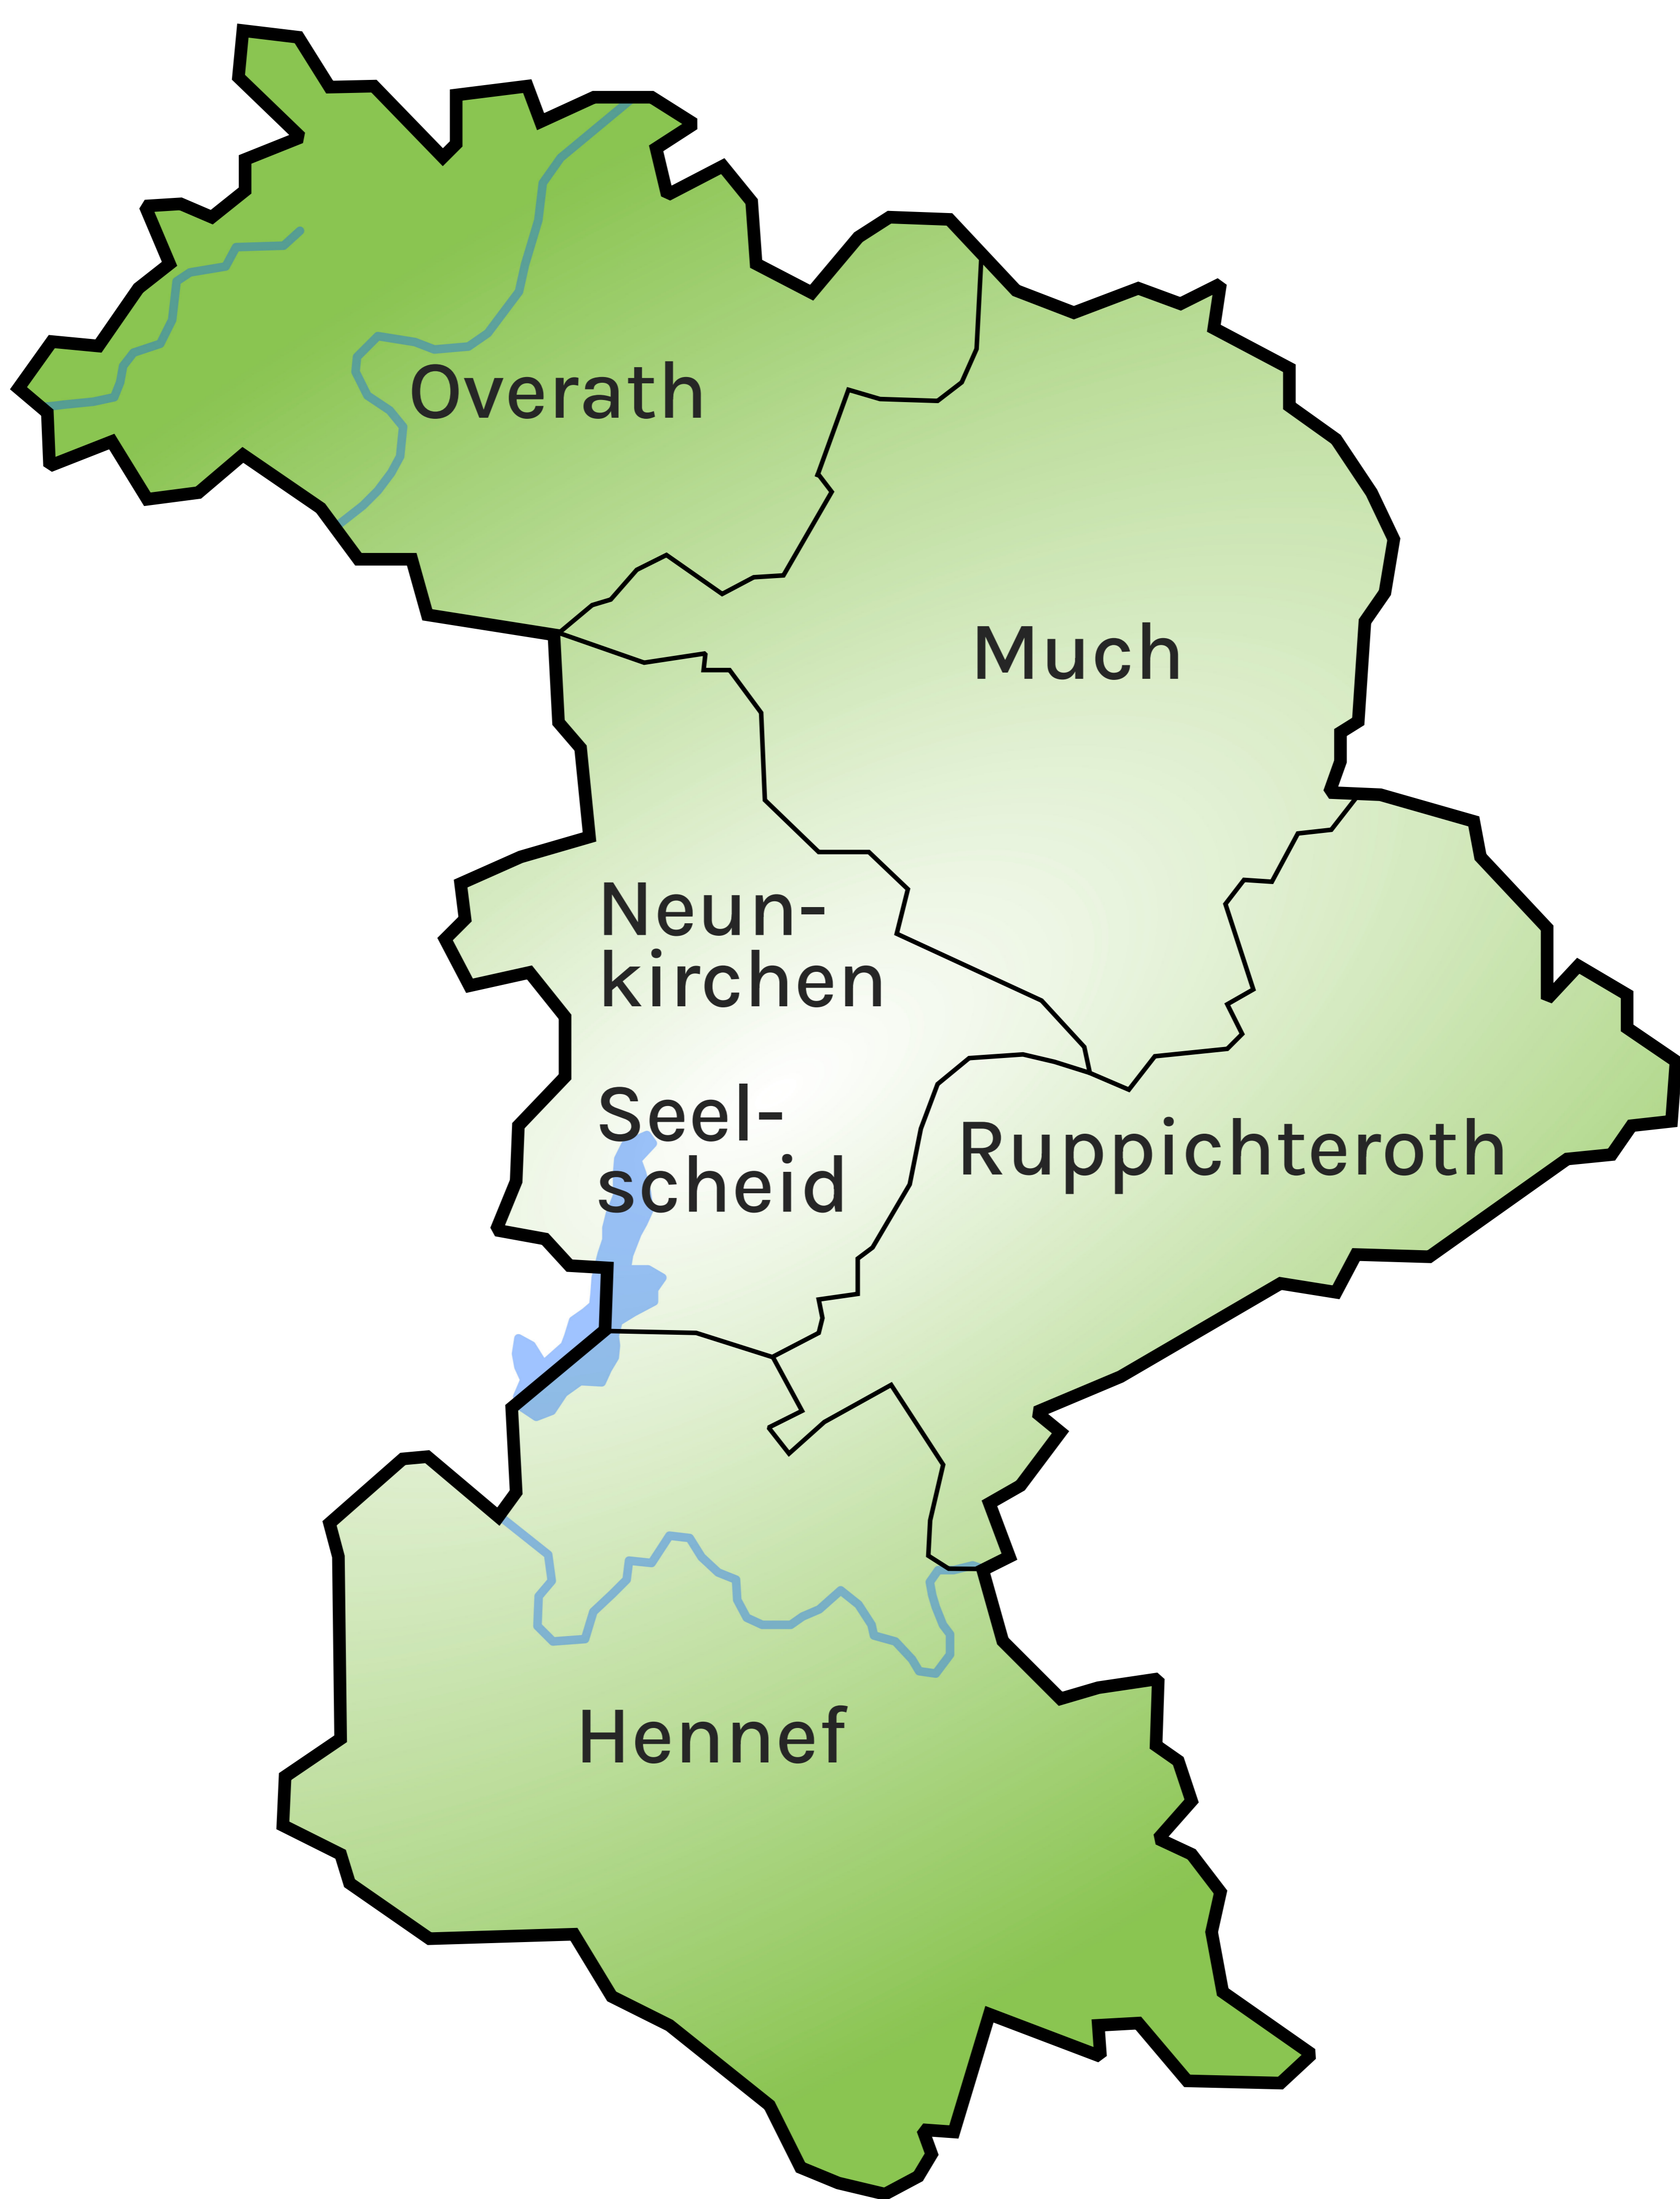 Overath
Much
Neun-
kirchen
Seel-
scheid
Ruppichteroth
Hennef